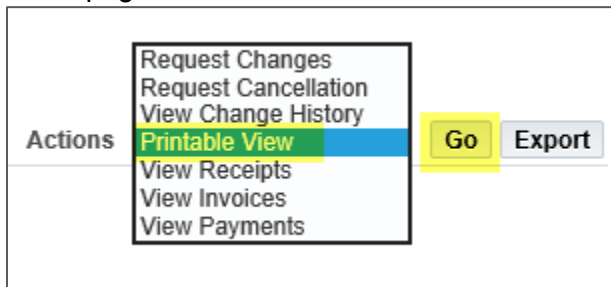 Request Changes
Request Cancellation
View Change History
Actions Printable View Go Export
View Receipts
View Invoices
View Payments